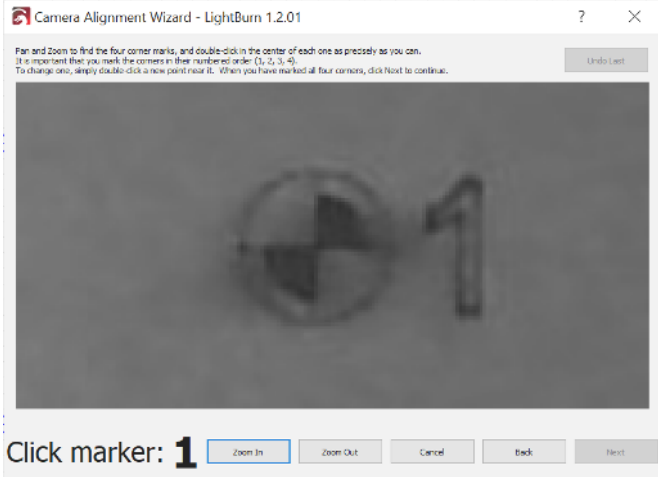 Camera Alignment Wizard - LightBurn 1.2.01
Pan and Zoom to find the four corner marks, and double-click in the center of each one as precisely as you can.
It is important that you mark the corners in their numbered order (1, 2, 3, 4).
To change one, simply double-click a new point near it. When you have marked all four corners, click Next to continue.
Undo Last
1
Click marker: 1
Zoom In
Zoom Out
Cancel
Back
Next